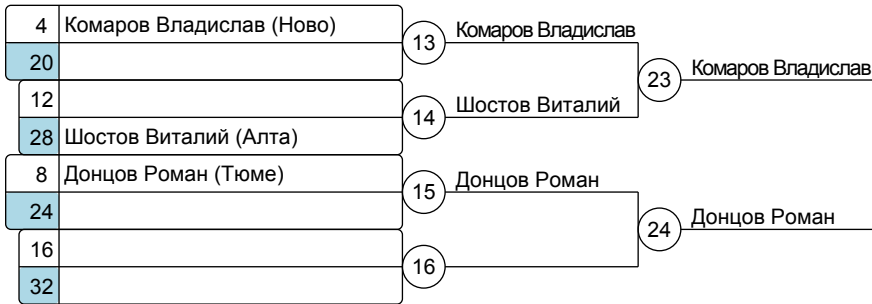 4 Комаров Владислав (Ново)
20
13 Комаров Владислав
12
28 Шостов Виталий (Алта)
14 Шостов Виталий
23 Комаров Владислав
8 Донцов Роман (Тюме)
24
15 Донцов Роман
16
32
16
24 Донцов Роман